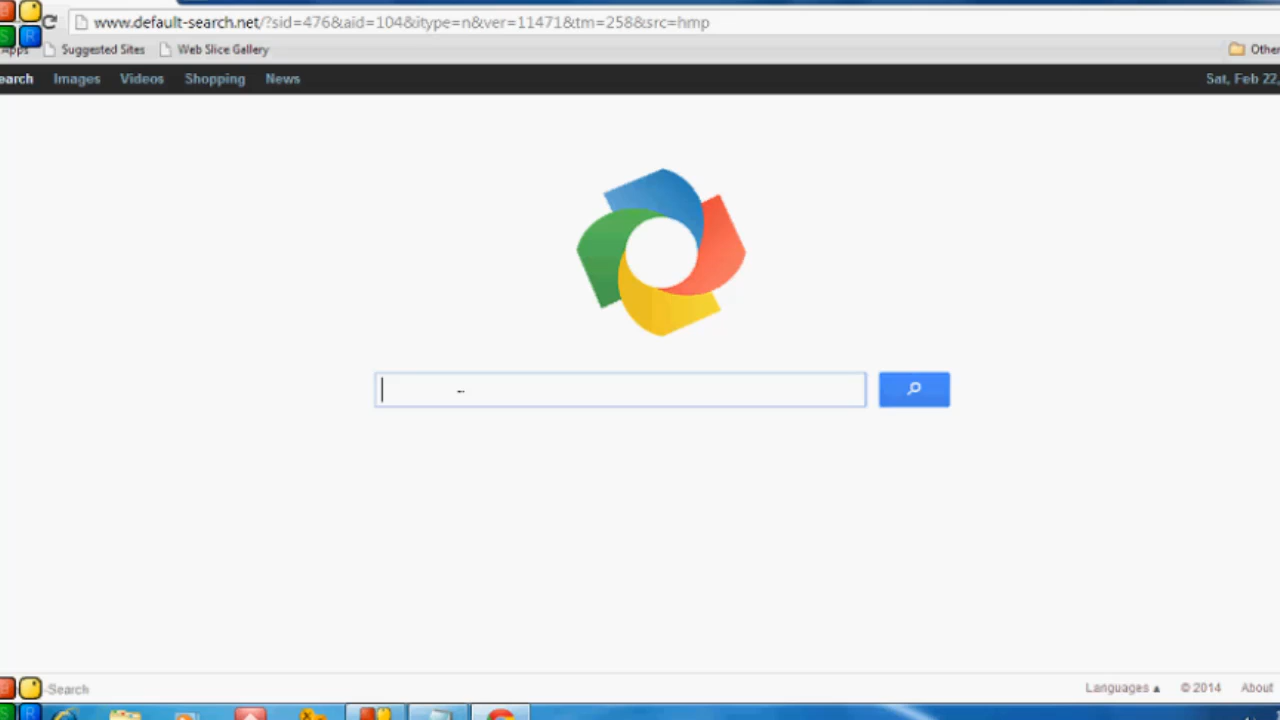 www.default-search.net/?sid=476&aid=104&itype=n&ver=11471&tm=258&src=hmp
Apps Suggested Sites Web Slice Gallery Other
earch Images Videos Shopping News Sat, Feb 22,
-Search Languages ▲ © 2014 About